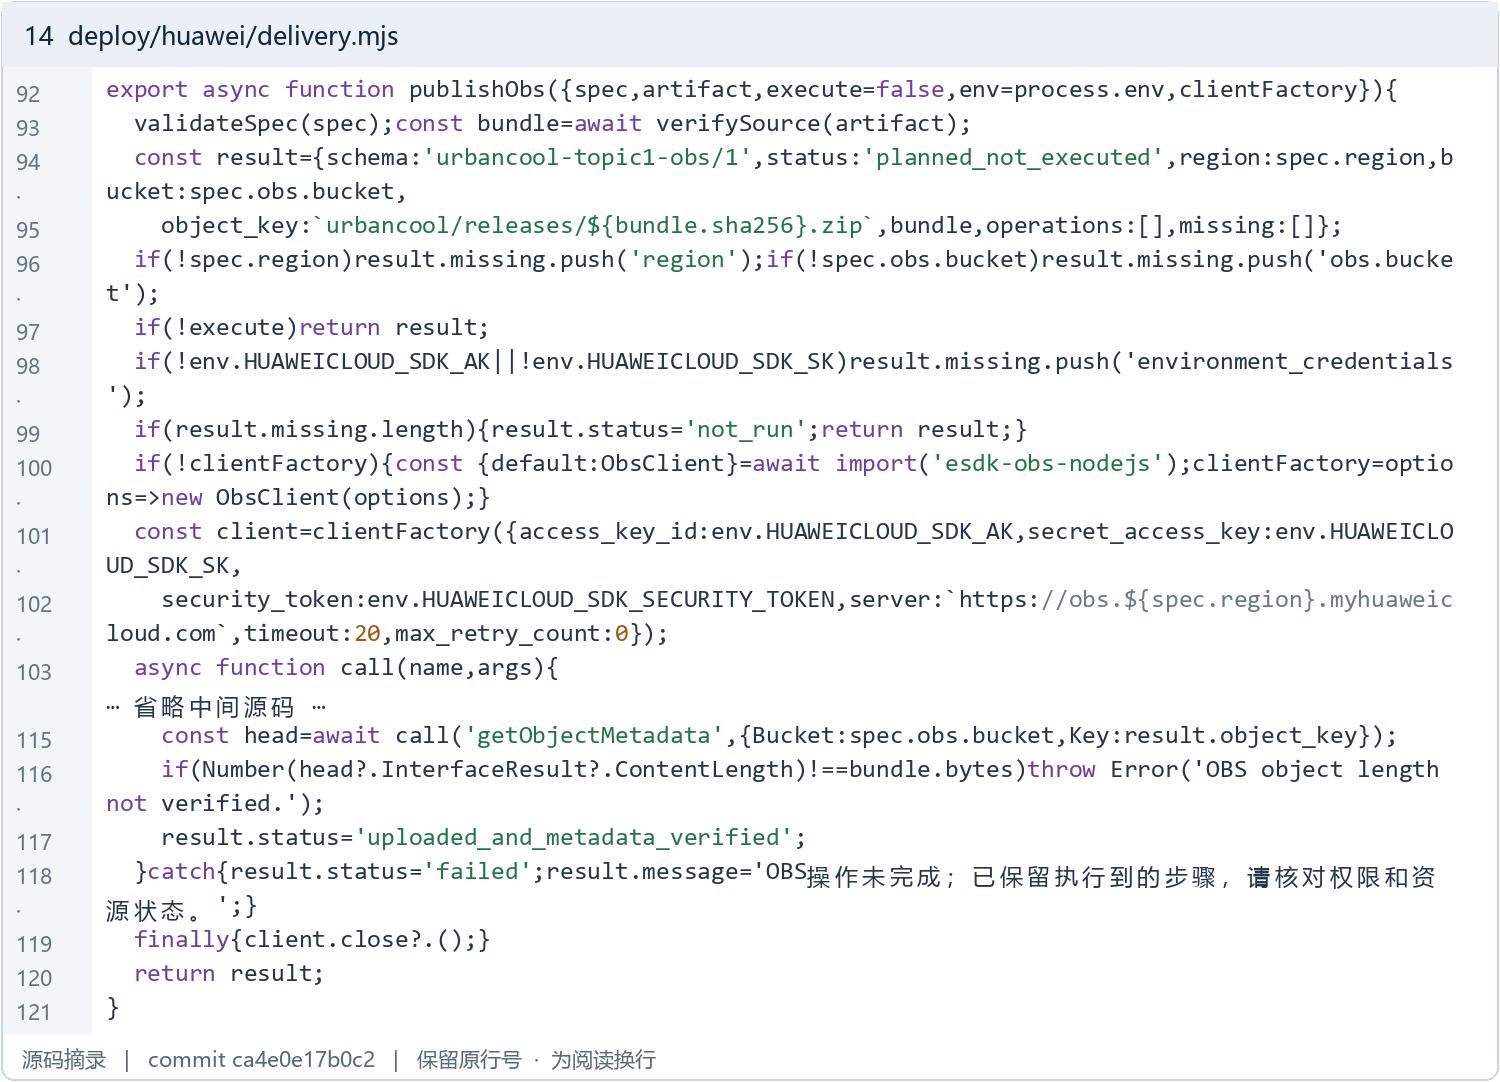 14 deploy/huawei/delivery.mjs
92 export async function publishObs({spec,artifact,execute=false,env=process.env,clientFactory}){
93 validateSpec(spec);const bundle=await verifySource(artifact);
94 const result={schema:'urbancool-topic1-obs/1',status:'planned_not_executed',region:spec.region,b
· ucket:spec.obs.bucket,
95 object_key:`urbancool/releases/${bundle.sha256}.zip`,bundle,operations:[],missing:[]};
96 if(!spec.region)result.missing.push('region');if(!spec.obs.bucket)result.missing.push('obs.bucke
· t');
97 if(!execute)return result;
98 if(!env.HUAWEICLOUD_SDK_AK||!env.HUAWEICLOUD_SDK_SK)result.missing.push('environment_credentials
· ');
99 if(result.missing.length){result.status='not_run';return result;}
100 if(!clientFactory){const {default:ObsClient}=await import('esdk-obs-nodejs');clientFactory=optio
· ns=>new ObsClient(options);}
101 const client=clientFactory({access_key_id:env.HUAWEICLOUD_SDK_AK,secret_access_key:env.HUAWEICLO
· UD_SDK_SK,
102 security_token:env.HUAWEICLOUD_SDK_SECURITY_TOKEN,server:`https://obs.${spec.region}.myhuaweic
· loud.com`,timeout:20,max_retry_count:0});
103 async function call(name,args){
… 省略中间源码 …
115 const head=await call('getObjectMetadata',{Bucket:spec.obs.bucket,Key:result.object_key});
116 if(Number(head?.InterfaceResult?.ContentLength)!==bundle.bytes)throw Error('OBS object length
· not verified.');
117 result.status='uploaded_and_metadata_verified';
118 }catch{result.status='failed';result.message='OBS操作未完成；已保留执行到的步骤，请核对权限和资
· 源状态。';}
119 finally{client.close?.();}
120 return result;
121 }
源码摘录 | commit ca4e0e17b0c2 | 保留原行号 · 为阅读换行